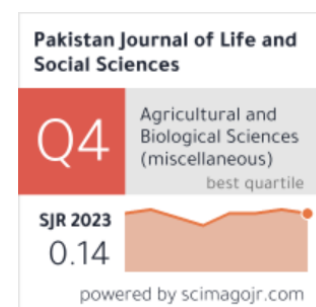 Pakistan Journal of Life and
Social Sciences
Q4
Agricultural and
Biological Sciences
(miscellaneous)
best quartile
SJR 2023
0.14
powered by scimagojr.com